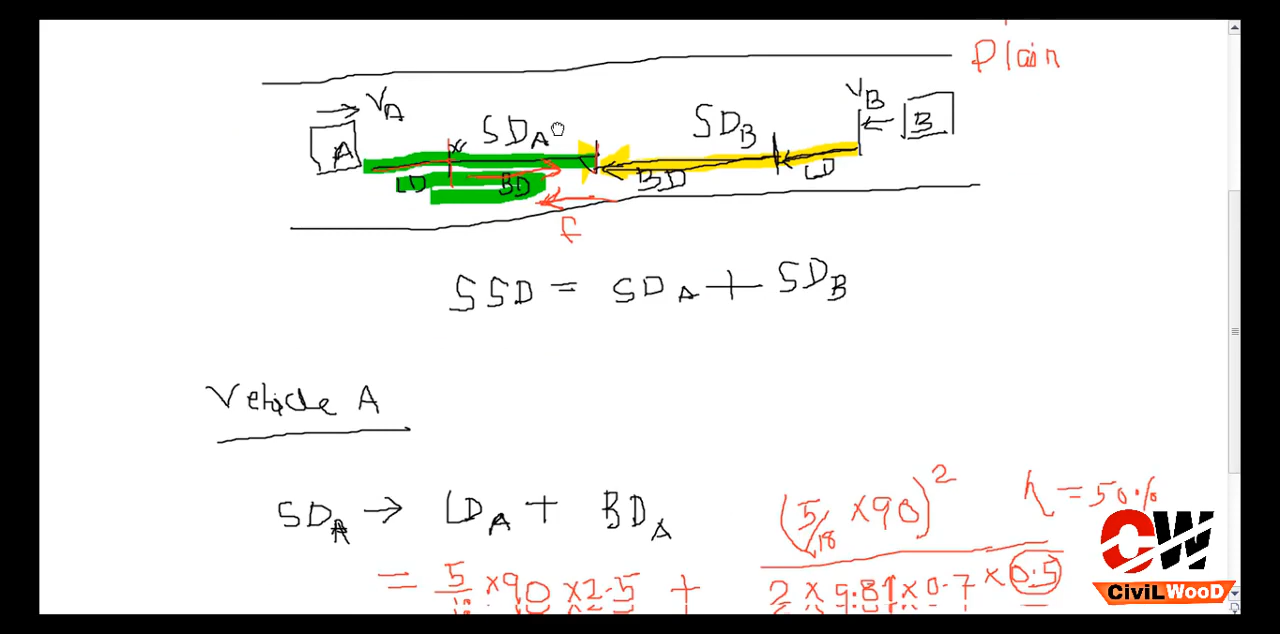 Plain
VA
SDA
SDB
VB
A
B
LD
BD
BD
LD
F
SSD = SDA + SDB
Vehicle A
SDA → LDA + BDA
(5/18 × 90)²
η = 50%
= 5/18 × 90 × 2.5 + 2 × 9.81 × 0.7 × 0.5
CW
CIVILWOOD